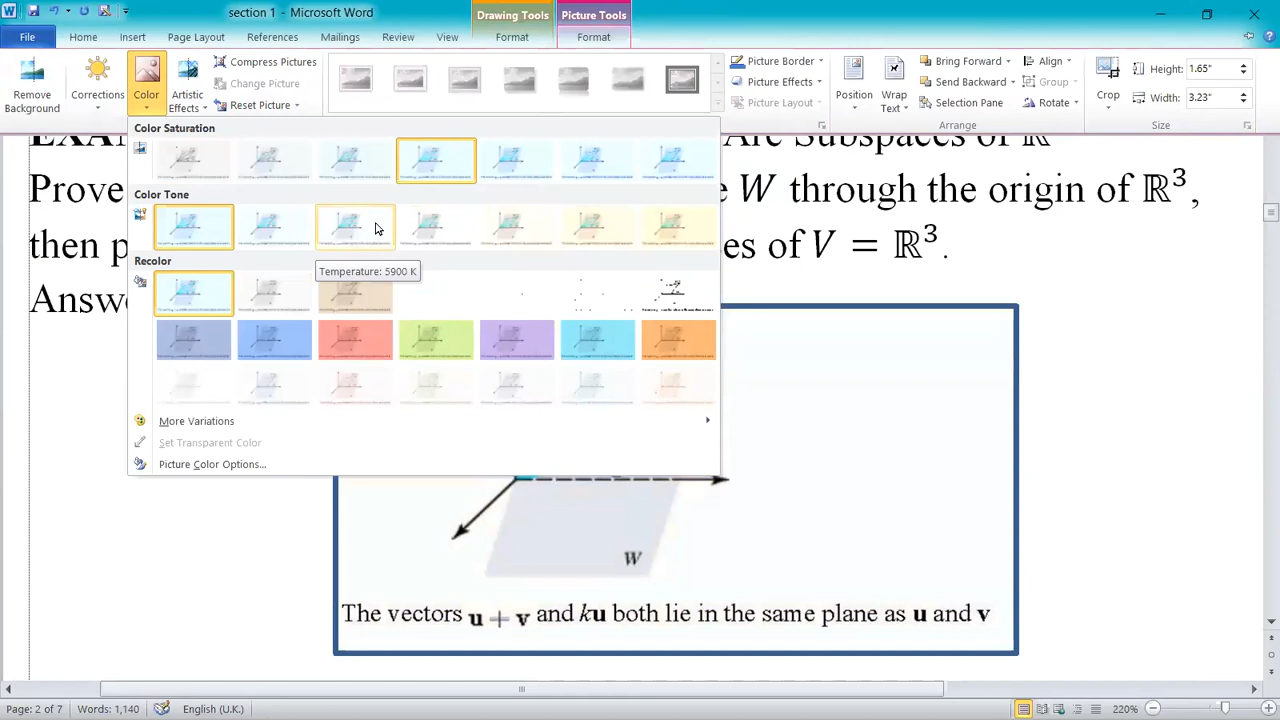 section 1 - Microsoft Word
Drawing Tools
Picture Tools
File
Home
Insert
Page Layout
References
Mailings
Review
View
Format
Format
Remove
Background
Corrections
Color
Artistic
Effects
Compress Pictures
Change Picture
Reset Picture
Picture Border
Picture Effects
Picture Layout
Position
Wrap
Text
Bring Forward
Send Backward
Selection Pane
Align
Group
Rotate
Arrange
Crop
Height: 1.65"
Width: 3.23"
Size
Color Saturation
Color Tone
Temperature: 5900 K
Recolor
More Variations
Set Transparent Color
Picture Color Options...
Are Subspaces of ℝ
Prove W through the origin of ℝ³,
then p es of V = ℝ³.
Answ
W
The vectors u + v and ku both lie in the same plane as u and v
Page: 2 of 7
Words: 1,140
English (U.K.)
220%